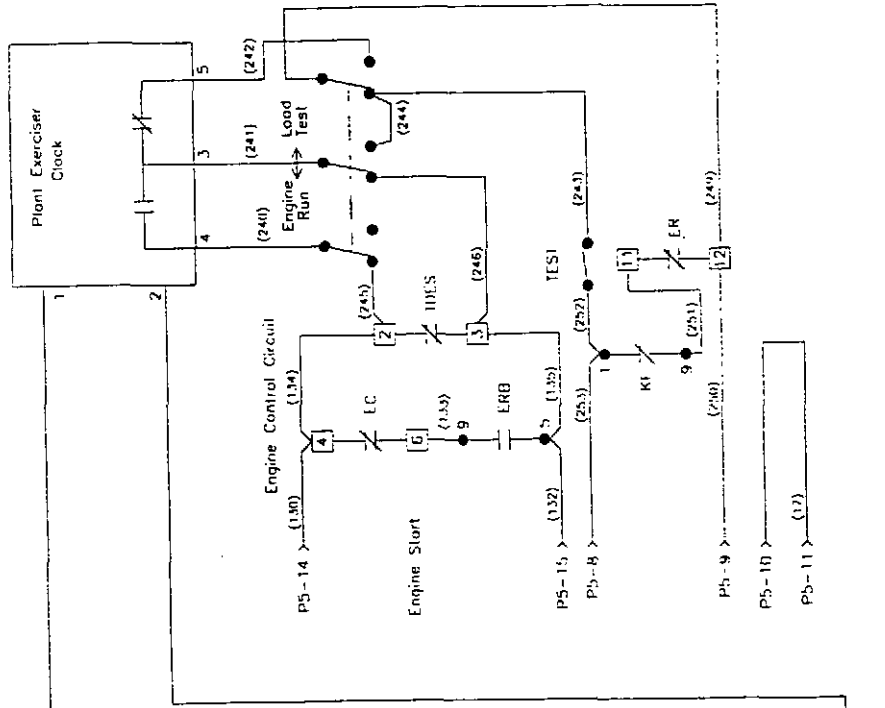 Plant Exerciser
Clock
1
2
4
3
5
(240)
(241)
(242)
Engine
Run
Load
Test
(244)
(245)
(246)
(243)
(249)
Engine Control Circuit
(134)
2
TDES
3
(130)
4
EC
6
(133)
9
ERB
5
(135)
P5-14
Engine Start
(132)
P5-15
P5-8
(253)
(252)
TEST
1
9
(251)
11
ER
12
(250)
P5-9
P5-10
P5-11
(17)